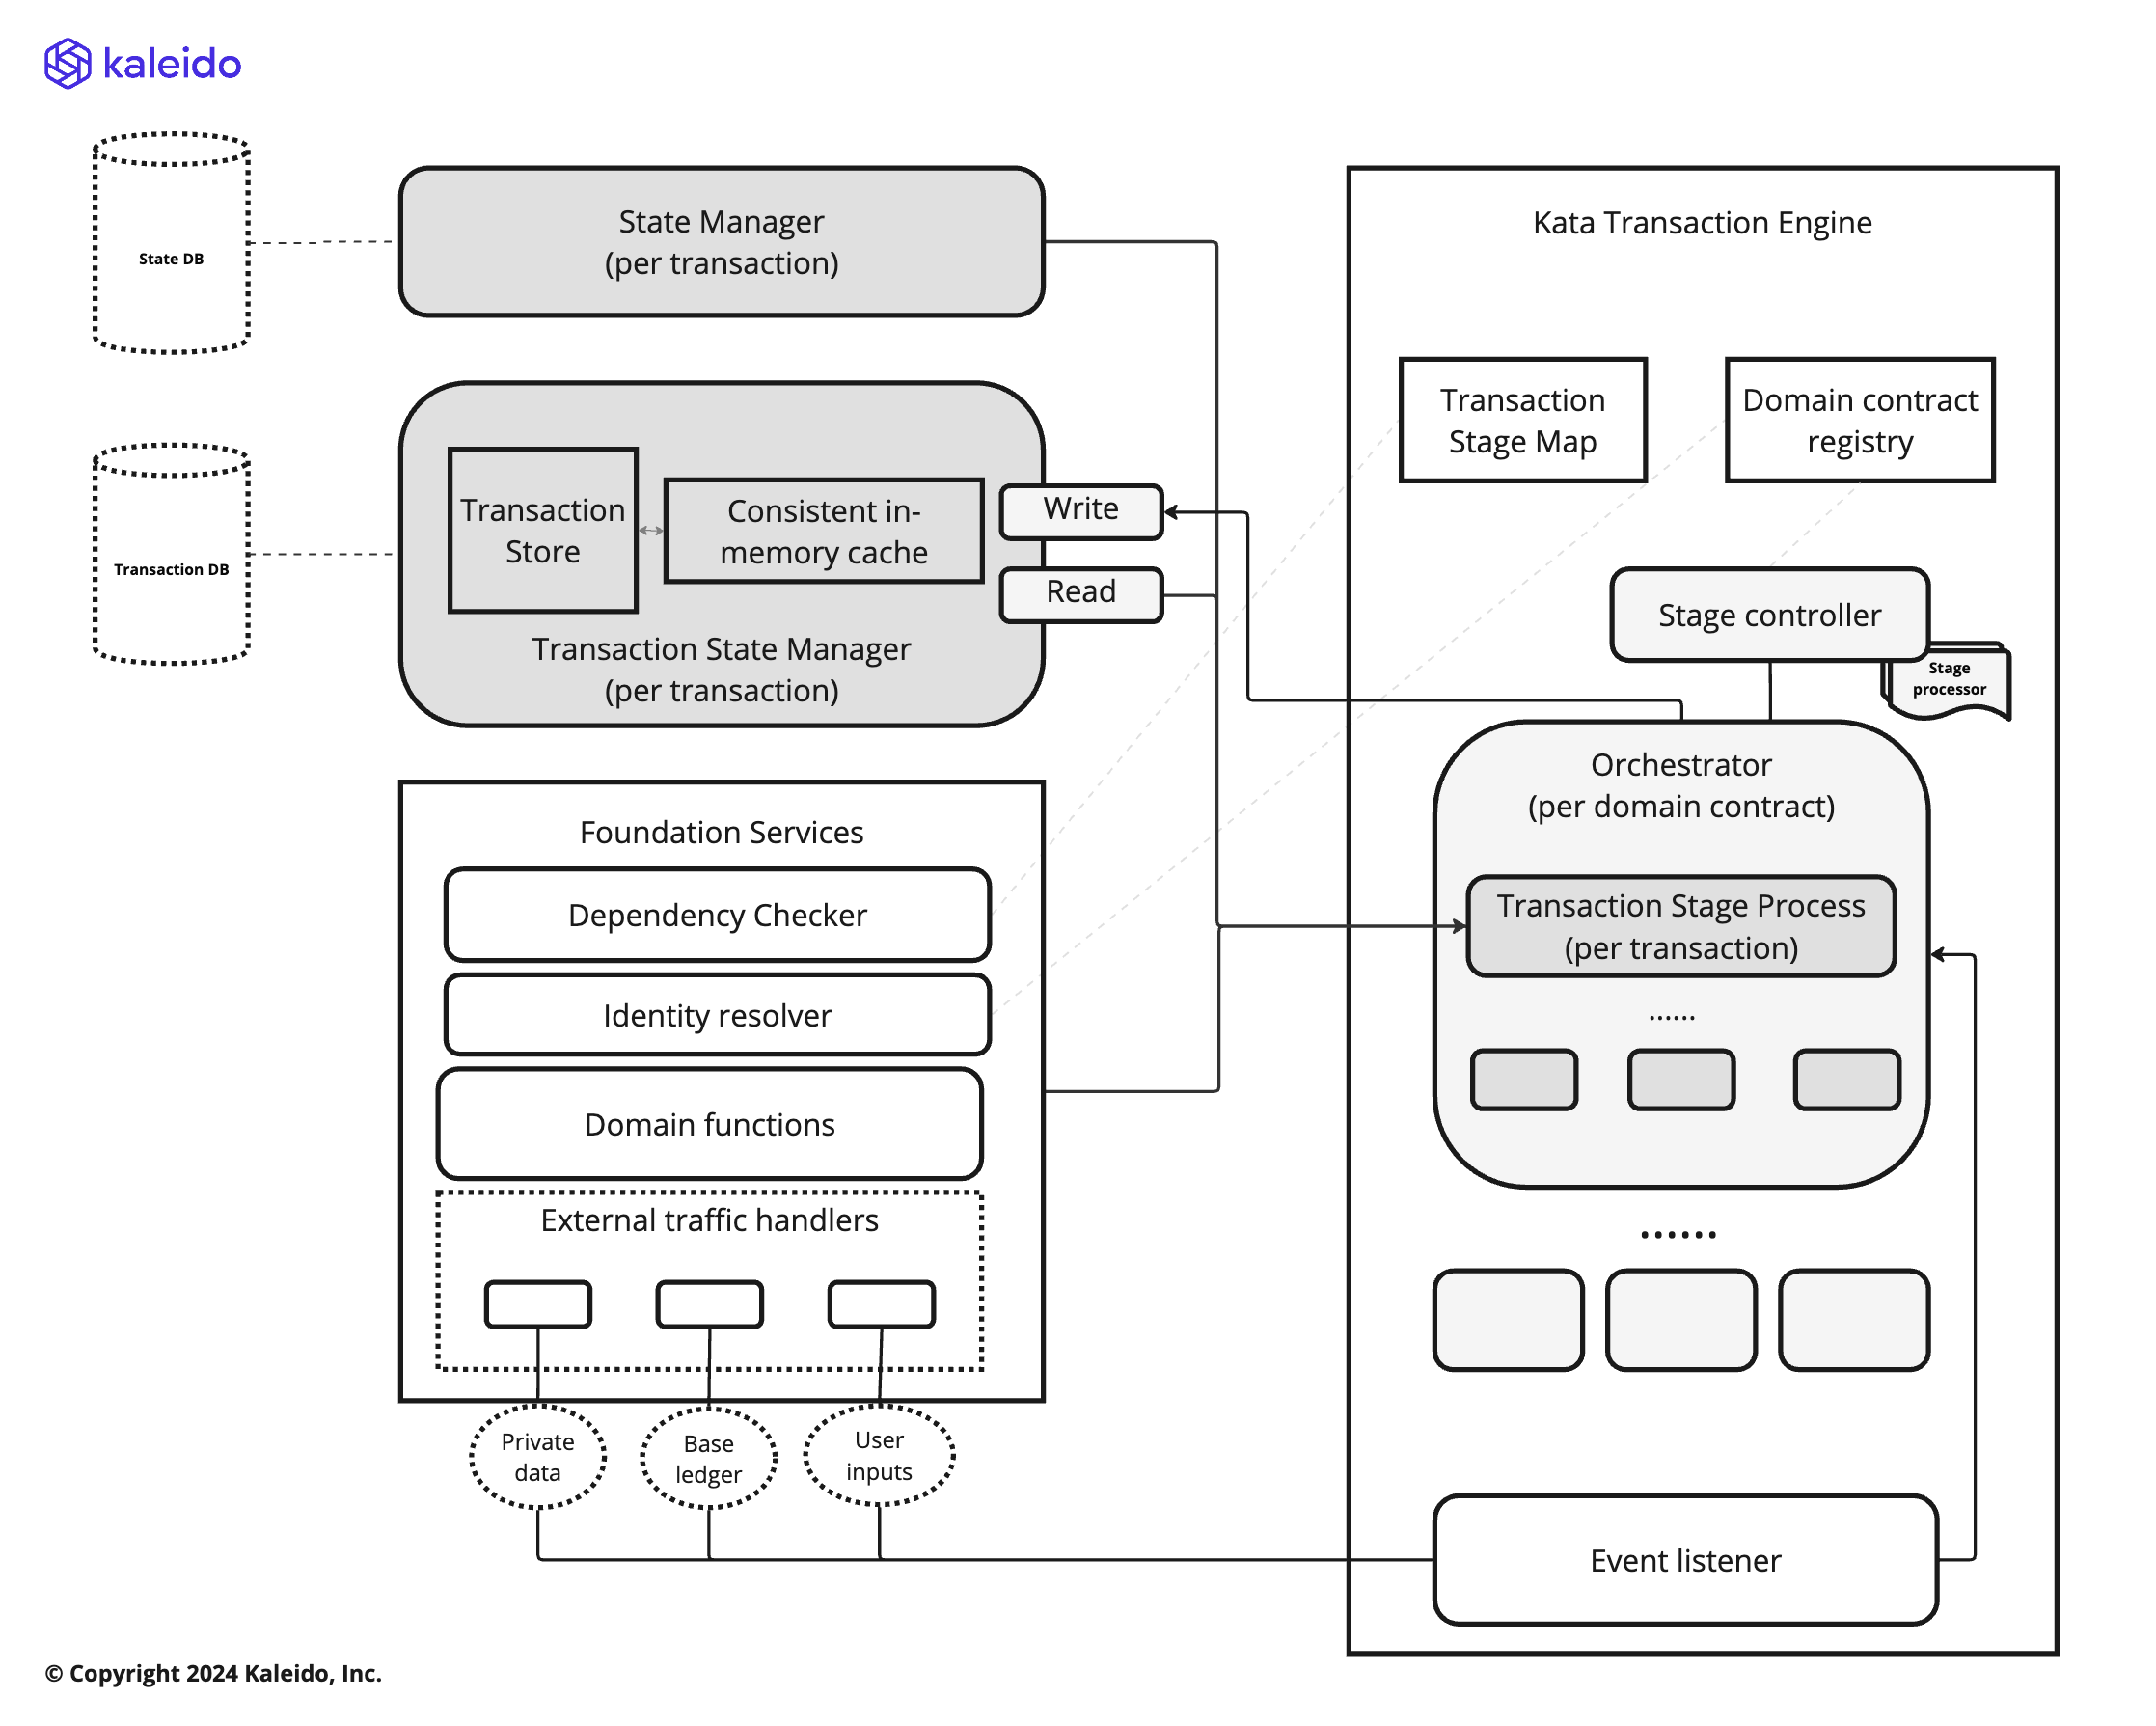 kaleido
State DB
State Manager
(per transaction)
Kata Transaction Engine
Transaction
Stage Map
Domain contract
registry
Transaction DB
Transaction
Store
Consistent in-
memory cache
Write
Read
Transaction State Manager
(per transaction)
Stage controller
Stage
processor
Orchestrator
(per domain contract)
Transaction Stage Process
(per transaction)
......
......
Foundation Services
Dependency Checker
Identity resolver
Domain functions
External traffic handlers
Private
data
Base
ledger
User
inputs
Event listener
© Copyright 2024 Kaleido, Inc.